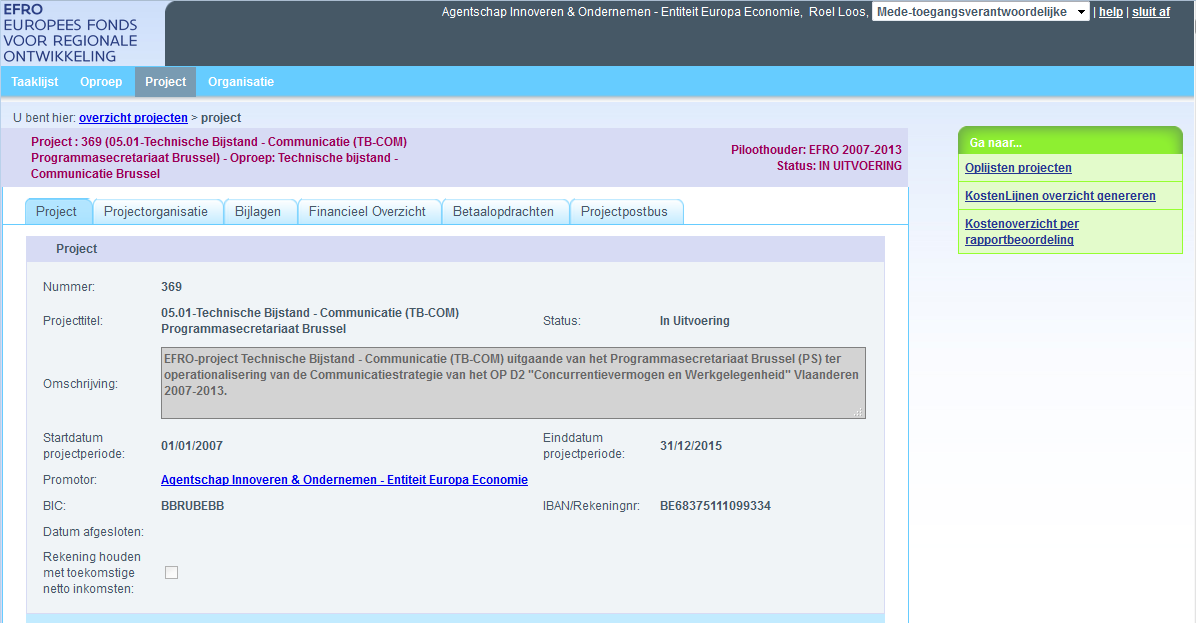 EFRO
EUROPEES FONDS
VOOR REGIONALE
ONTWIKKELING
Agentschap Innoveren & Ondernemen - Entiteit Europa Economie, Roel Loos, Mede-toegangsverantwoordelijke | help | sluit af
Taaklijst Oproep Project Organisatie
U bent hier: overzicht projecten > project
Project : 369 (05.01-Technische Bijstand - Communicatie (TB-COM)
Programmasecretariaat Brussel) - Oproep: Technische bijstand -
Communicatie Brussel
Piloothouder: EFRO 2007-2013
Status: IN UITVOERING
Ga naar...
Oplijsten projecten
KostenLijnen overzicht genereren
Kostenoverzicht per
rapportbeoordeling
Project Projectorganisatie Bijlagen Financieel Overzicht Betaalopdrachten Projectpostbus
Project
Nummer: 369
Projecttitel: 05.01-Technische Bijstand - Communicatie (TB-COM)
Programmasecretariaat Brussel
Status: In Uitvoering
Omschrijving:
EFRO-project Technische Bijstand - Communicatie (TB-COM) uitgaande van het Programmasecretariaat Brussel (PS) ter
operationalisering van de Communicatiestrategie van het OP D2 "Concurrentievermogen en Werkgelegenheid" Vlaanderen
2007-2013.
Startdatum
projectperiode: 01/01/2007
Einddatum
projectperiode: 31/12/2015
Promotor: Agentschap Innoveren & Ondernemen - Entiteit Europa Economie
BIC: BBRUBEBB IBAN/Rekeningnr: BE68375111099334
Datum afgesloten:
Rekening houden
met toekomstige
netto inkomsten: